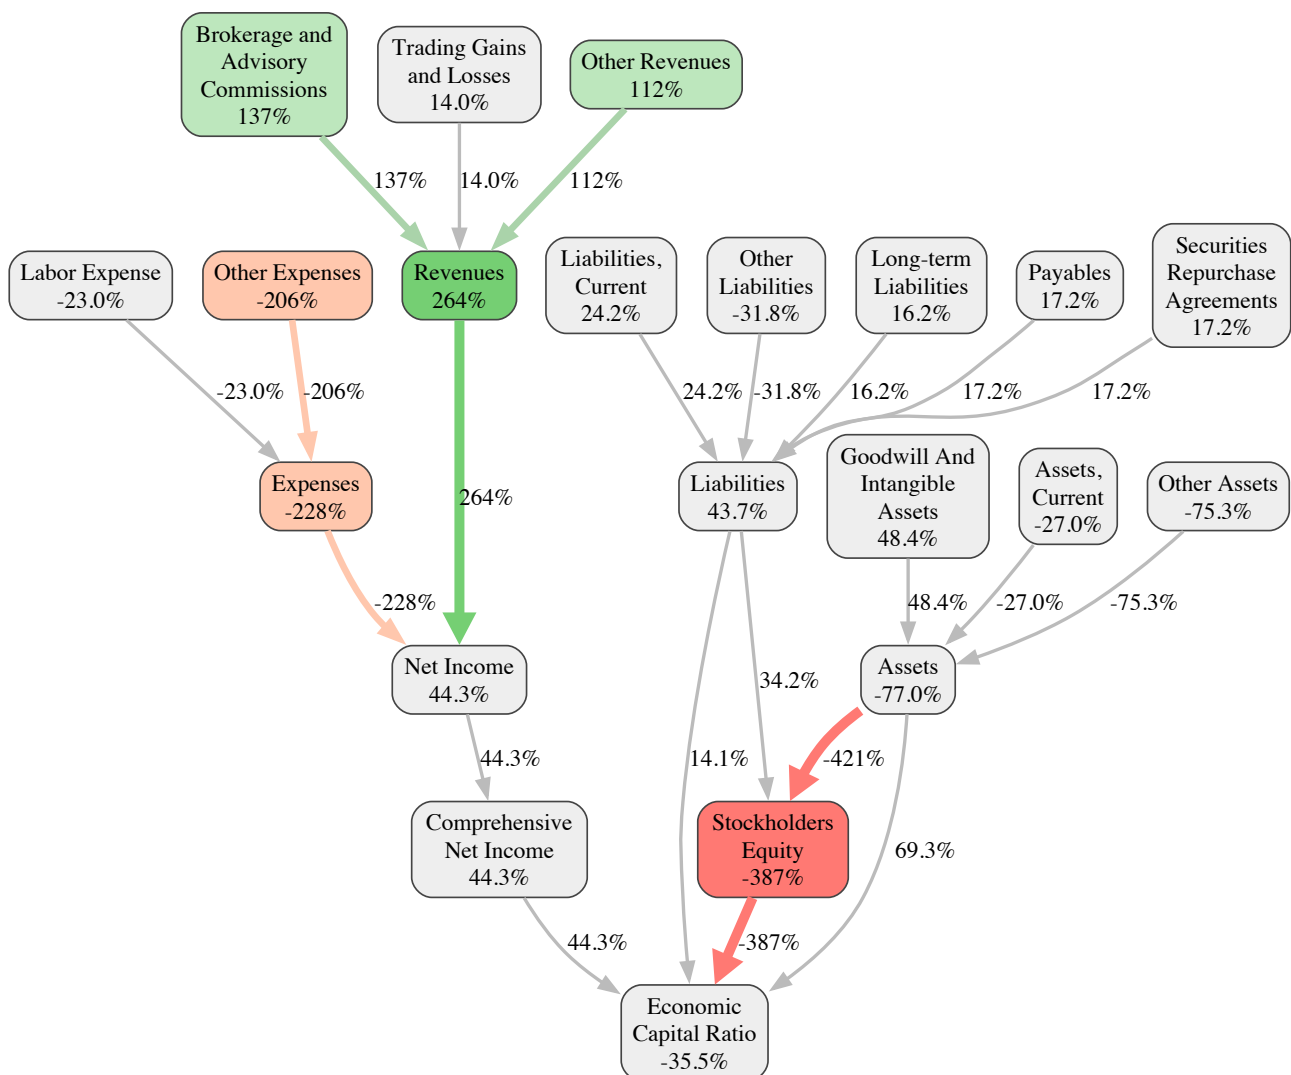 Brokerage and
Advisory
Commissions
137%
Trading Gains
and Losses
14.0%
Other Revenues
112%
137%
14.0%
112%
Labor Expense
-23.0%
Other Expenses
-206%
Revenues
264%
Liabilities,
Current
24.2%
Other
Liabilities
-31.8%
Long-term
Liabilities
16.2%
Payables
17.2%
Securities
Repurchase
Agreements
17.2%
-23.0%
-206%
24.2%
-31.8%
16.2%
17.2%
17.2%
Expenses
-228%
264%
Liabilities
43.7%
Goodwill And
Intangible
Assets
48.4%
Assets,
Current
-27.0%
Other Assets
-75.3%
-228%
48.4%
-27.0%
-75.3%
Net Income
44.3%
34.2%
Assets
-77.0%
44.3%
14.1%
-421%
Comprehensive
Net Income
44.3%
Stockholders
Equity
-387%
69.3%
44.3%
-387%
Economic
Capital Ratio
-35.5%